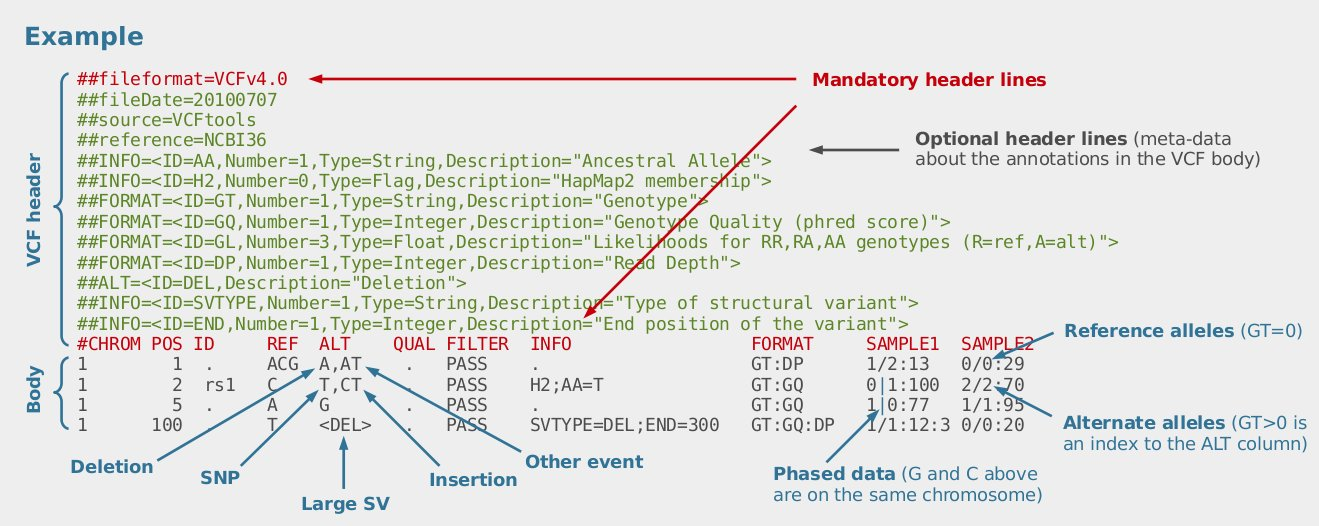 Example
##fileformat=VCFv4.0
##fileDate=20100707
##source=VCFtools
##reference=NCBI36
##INFO=<ID=AA,Number=1,Type=String,Description="Ancestral Allele">
##INFO=<ID=H2,Number=0,Type=Flag,Description="HapMap2 membership">
##FORMAT=<ID=GT,Number=1,Type=String,Description="Genotype">
##FORMAT=<ID=GQ,Number=1,Type=Integer,Description="Genotype Quality (phred score)">
##FORMAT=<ID=GL,Number=3,Type=Float,Description="Likelihoods for RR,RA,AA genotypes (R=ref,A=alt)">
##FORMAT=<ID=DP,Number=1,Type=Integer,Description="Read Depth">
##ALT=<ID=DEL,Description="Deletion">
##INFO=<ID=SVTYPE,Number=1,Type=String,Description="Type of structural variant">
##INFO=<ID=END,Number=1,Type=Integer,Description="End position of the variant">
#CHROM POS ID REF ALT QUAL FILTER INFO FORMAT SAMPLE1 SAMPLE2
1 1 . ACG A,AT . PASS . GT:DP 1/2:13 0/0:29
1 2 rs1 C T,CT . PASS H2;AA=T GT:GQ 0|1:100 2/2:70
1 5 . A G . PASS . GT:GQ 1|0:77 1/1:95
1 100 . T <DEL> . PASS SVTYPE=DEL;END=300 GT:GQ:DP 1/1:12:3 0/0:20
VCF header
Body
Mandatory header lines
Optional header lines (meta-data
about the annotations in the VCF body)
Reference alleles (GT=0)
Alternate alleles (GT>0 is
an index to the ALT column)
Deletion
SNP
Large SV
Insertion
Other event
Phased data (G and C above
are on the same chromosome)